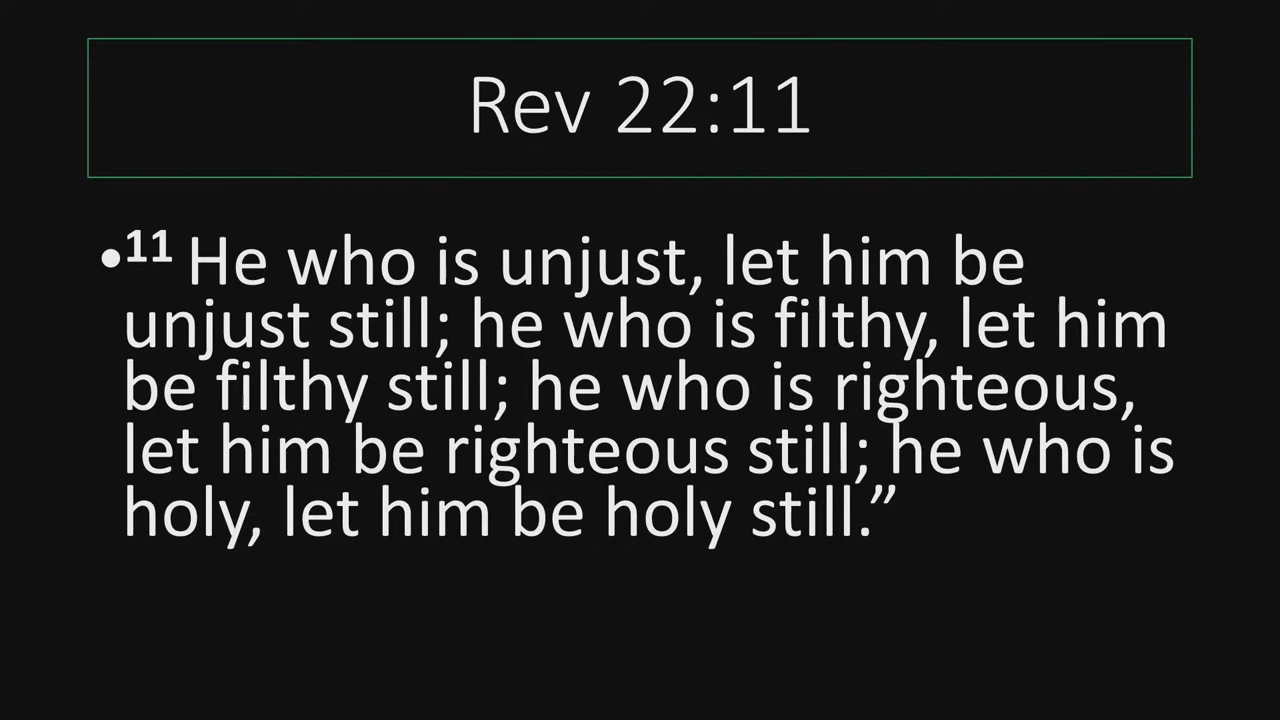 Rev 22:11
•11 He who is unjust, let him be
unjust still; he who is filthy, let him
be filthy still; he who is righteous,
let him be righteous still; he who is
holy, let him be holy still.”